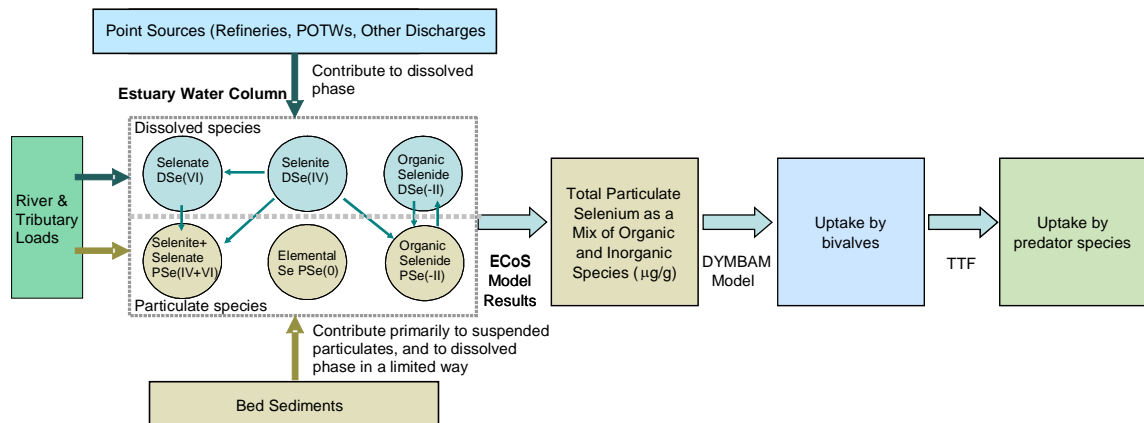 Point Sources (Refineries, POTWs, Other Discharges
Contribute to dissolved
phase
Estuary Water Column
Dissolved species
Selenate
DSe(VI)
Selenite
DSe(IV)
Organic
Selenide
DSe(-II)
River &
Tributary
Loads
Selenite+
Selenate
PSe(IV+VI)
Elemental
Se PSe(0)
Organic
Selenide
PSe(-II)
Particulate species
ECoS
Model
Results
Total Particulate
Selenium as a
Mix of Organic
and Inorganic
Species (μg/g)
DYMBAM
Model
Uptake by
bivalves
TTF
Uptake by
predator species
Contribute primarily to suspended
particulates, and to dissolved
phase in a limited way
Bed Sediments